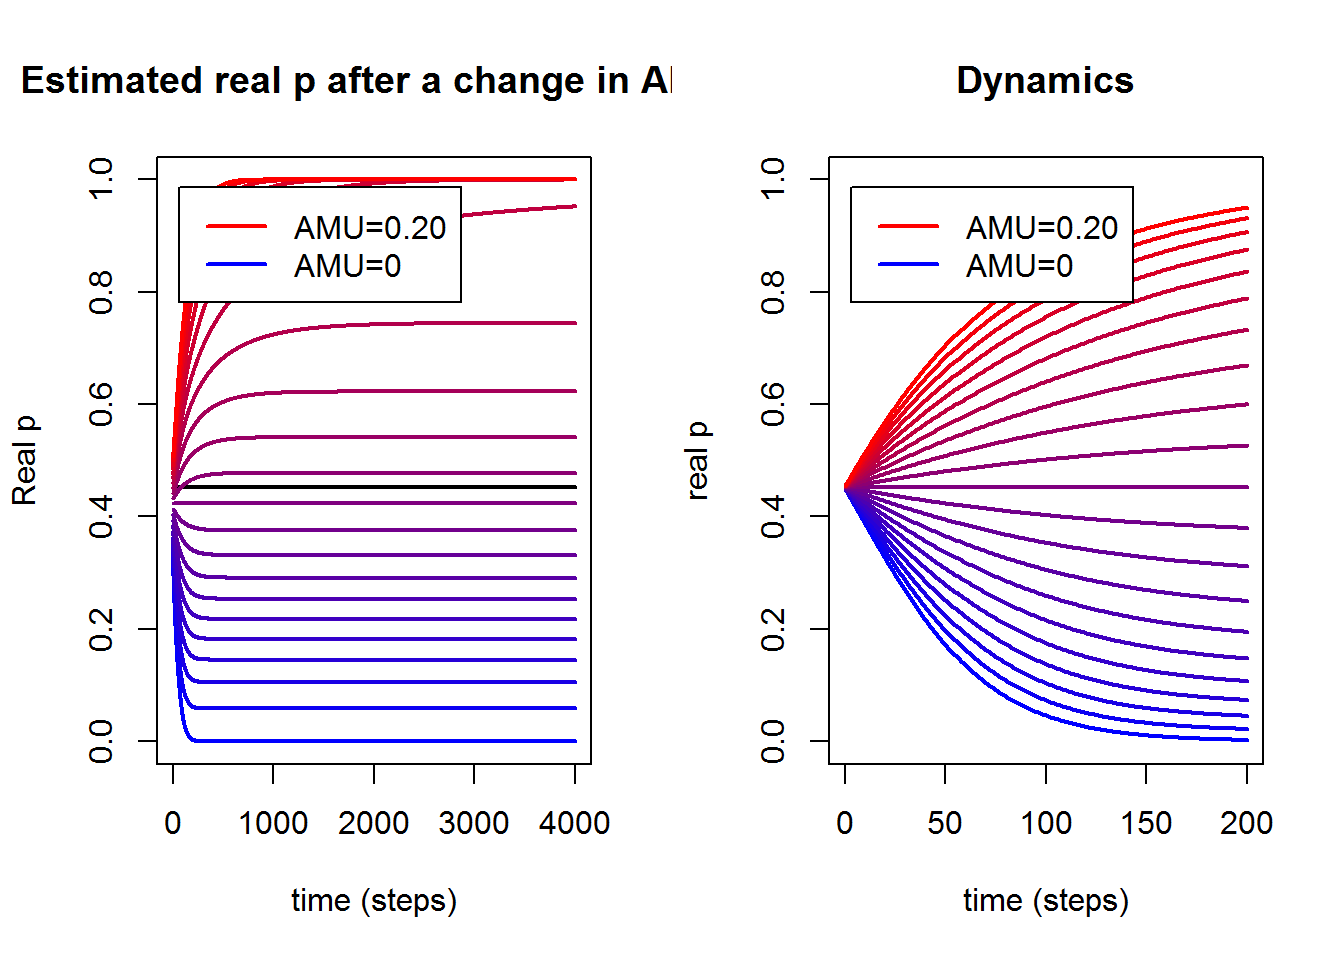 Estimated real p after a change in
Real p
0.0 0.2 0.4 0.6 0.8 1.0
AMU=0.20
AMU=0
0 1000 2000 3000 4000
time (steps)
Dynamics
real p
0.0 0.2 0.4 0.6 0.8 1.0
AMU=0.20
AMU=0
0 50 100 150 200
time (steps)